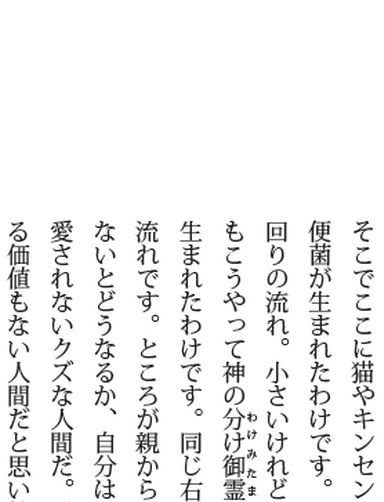 そこでここに猫やキンセン
便菌が生まれたわけです。
回りの流れ。小さいけれど
もこうやって神の分け御霊
生まれたわけです。同じ右
流れです。ところが親から
ないとどうなるか、自分は
愛されないクズな人間だ。
る価値もない人間だと思い